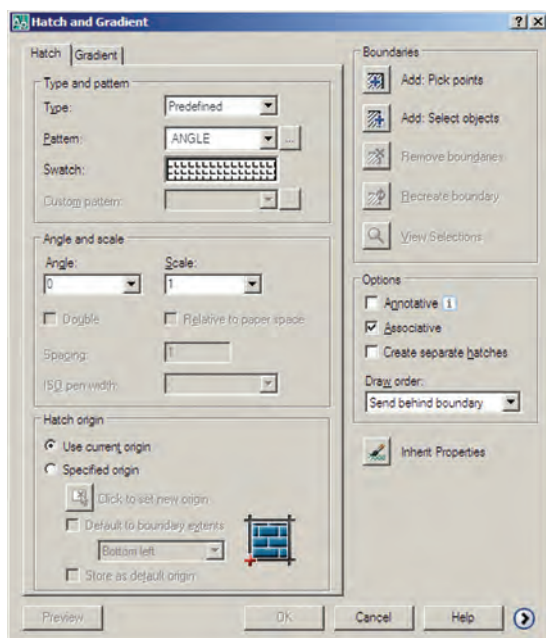 Hatch and Gradient
Hatch
Gradient
Type and pattern
Type:
Predefined
Pattern:
ANGLE
...
Swatch:
Custom pattern:
Angle and scale
Angle:
Scale:
0
1
Double
Relative to paper space
Spacing:
1
ISO pen width:
Hatch origin
Use current origin
Specified origin
Click to set new origin
Default to boundary extents
Bottom left
Store as default origin
Boundaries
Add: Pick points
Add: Select objects
Remove boundaries
Recreate boundary
View Selections
Options
Annotative
Associative
Create separate hatches
Draw order:
Send behind boundary
Inherit Properties
Preview
OK
Cancel
Help